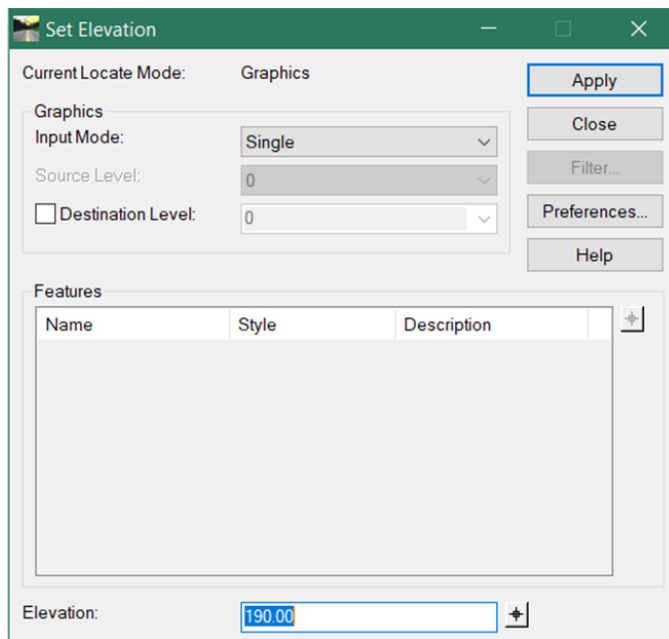 Set Elevation
Current Locate Mode: Graphics
Apply
Graphics
Close
Input Mode: Single
Filter...
Source Level: 0
Destination Level: 0
Preferences...
Help
Features
Name Style Description
Elevation: 190.00